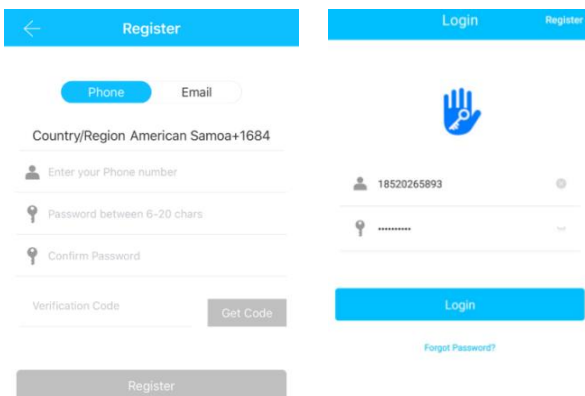 Register
Phone Email
Country/Region American Samoa+1684
Enter your Phone number
Password between 6-20 chars
Confirm Password
Verification Code Get Code
Register
Login Register
18520265893
••••••••••
Login
Forgot Password?